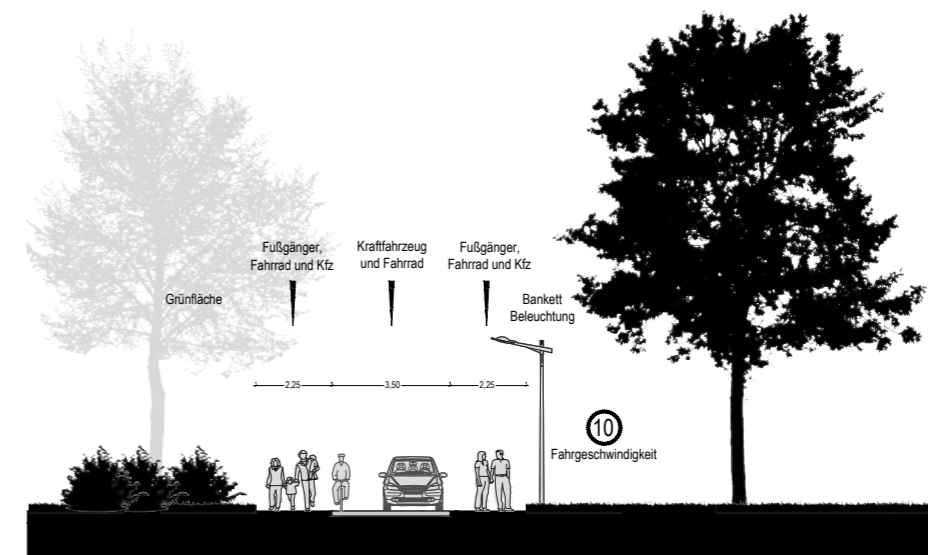 Fußgänger,
Fahrrad und Kfz
Kraftfahrzeug
und Fahrrad
Fußgänger,
Fahrrad und Kfz
Grünfläche
Bankett
Beleuchtung
2,25
3,50
2,25
10
Fahrgeschwindigkeit